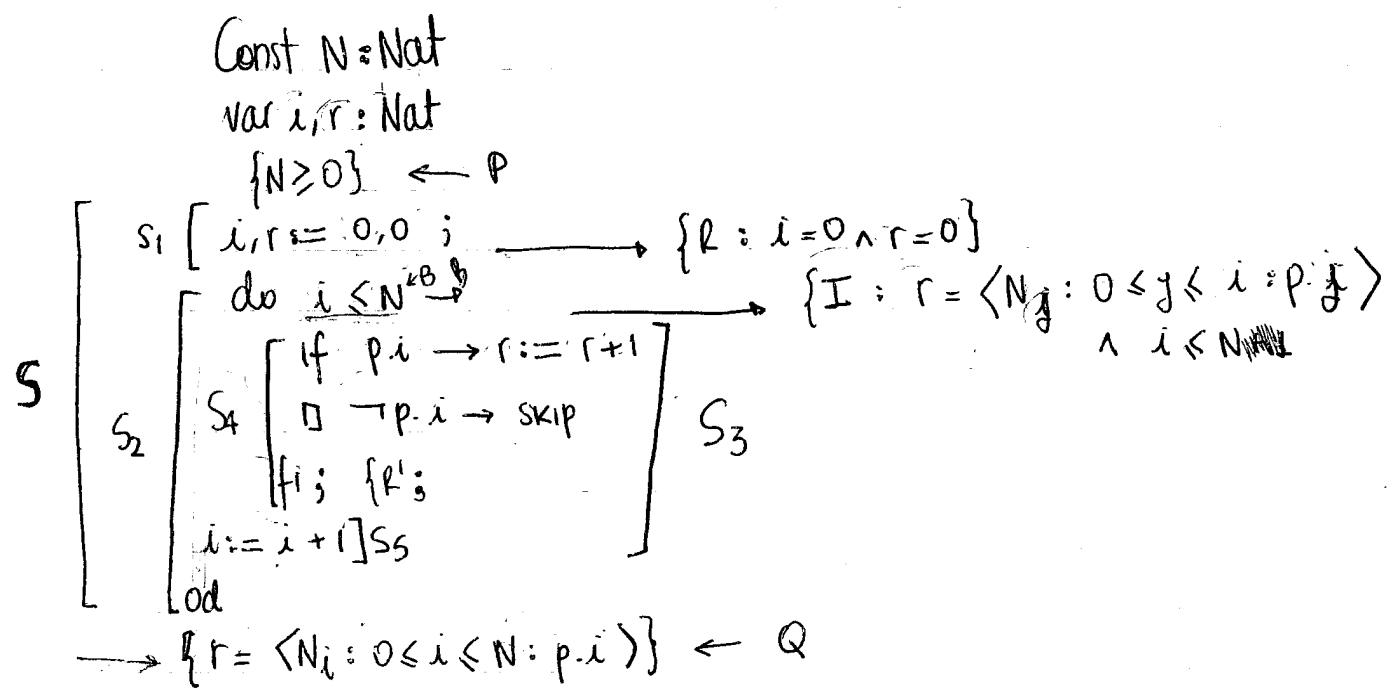 Const N : Nat
var i, r : Nat
{N ≥ 0} ← P
S1 [ i, r := 0,0 ; → {R : i=0 ∧ r=0}
do i ≤ N ←B → {I : r = ⟨N j : 0 ≤ y ≤ i : p.j⟩
∧ i ≤ N
if p.i → r := r+1
S
S2 S4 [] ¬p.i → SKIP ] S3
fi ; {R' ;
i := i + 1] S5
od
→ {r = ⟨N i : 0 ≤ i ≤ N : p.i⟩} ← Q